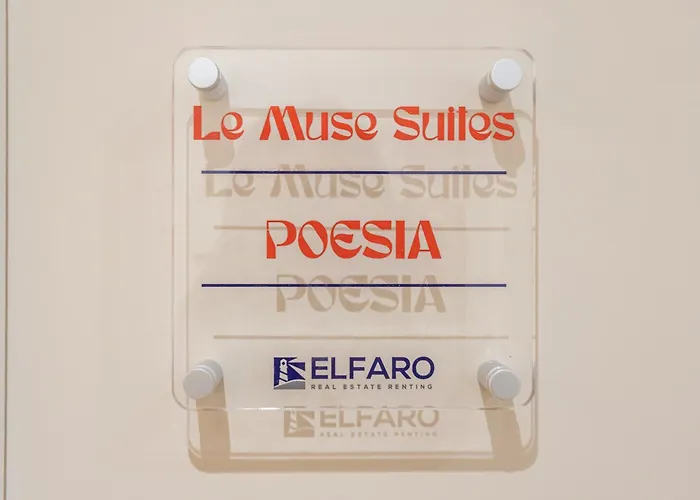 Le Muse Suites
POESIA
ELFARO
REAL ESTATE RENTING